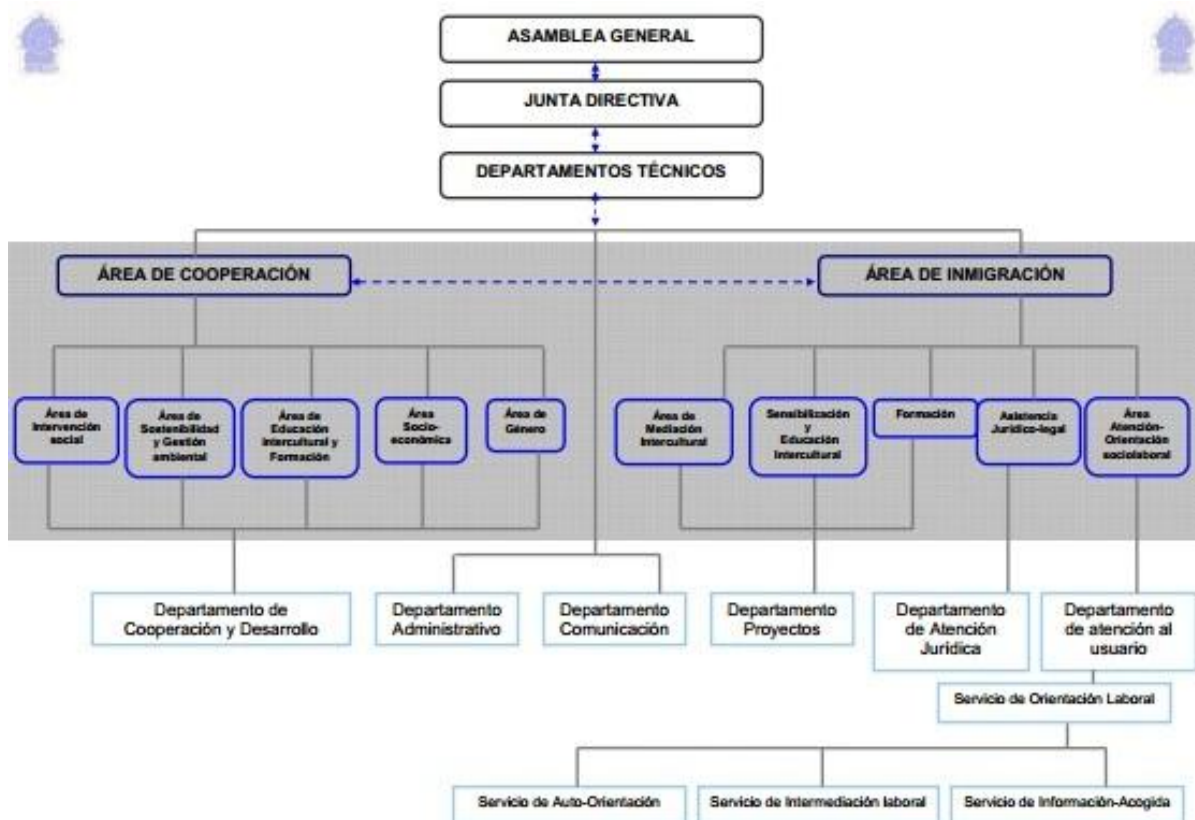 ASAMBLEA GENERAL
JUNTA DIRECTIVA
DEPARTAMENTOS TÉCNICOS
ÁREA DE COOPERACIÓN
ÁREA DE INMIGRACIÓN
Área de
Intervención
social
Área de
Sostenibilidad
y Gestión
ambiental
Área de
Educación
Intercultural y
Formación
Área
Socio-
económica
Área de
Género
Área de
Mediación
Intercultural
Sensibilización
y
Educación
Intercultural
Formación
Asistencia
Jurídico-legal
Área
Atención-
Orientación
sociolaboral
Departamento de
Cooperación y Desarrollo
Departamento
Administrativo
Departamento
Comunicación
Departamento
Proyectos
Departamento
de Atención
Jurídica
Departamento
de atención al
usuario
Servicio de Orientación Laboral
Servicio de Auto-Orientación
Servicio de Intermediación laboral
Servicio de Información-Acogida